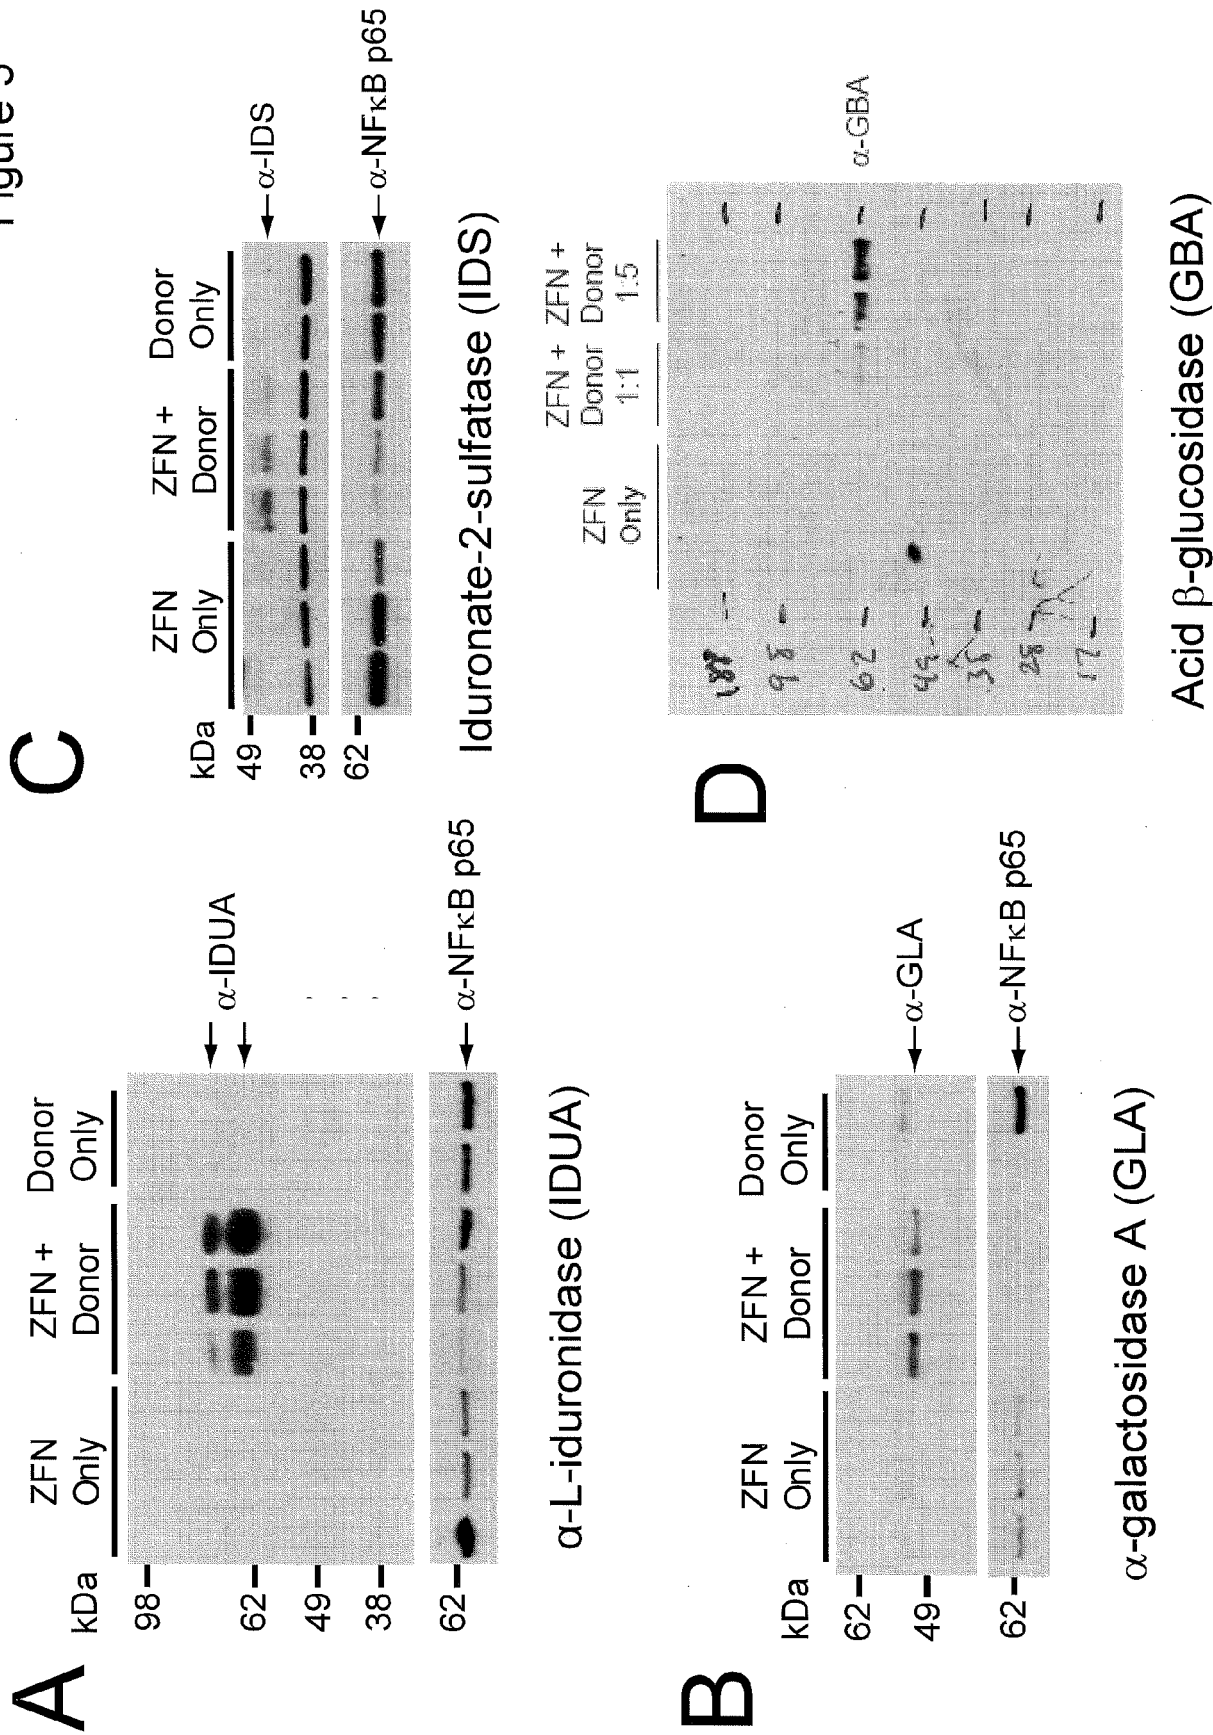 Figure 5
A
kDa
ZFN Only
ZFN + Donor
Donor Only
98
62
49
38
62
α-IDUA
α-NFκB p65
α-L-iduronidase (IDUA)
B
kDa
ZFN Only
ZFN + Donor
Donor Only
62
49
62
α-GLA
α-NFκB p65
α-galactosidase A (GLA)
C
kDa
ZFN Only
ZFN + Donor
Donor Only
49
38
62
α-IDS
α-NFκB p65
Iduronate-2-sulfatase (IDS)
D
ZFN Only
ZFN + Donor 1:1
ZFN + Donor 1:5
188
98
62
49
38
28
17
α-GBA
Acid β-glucosidase (GBA)